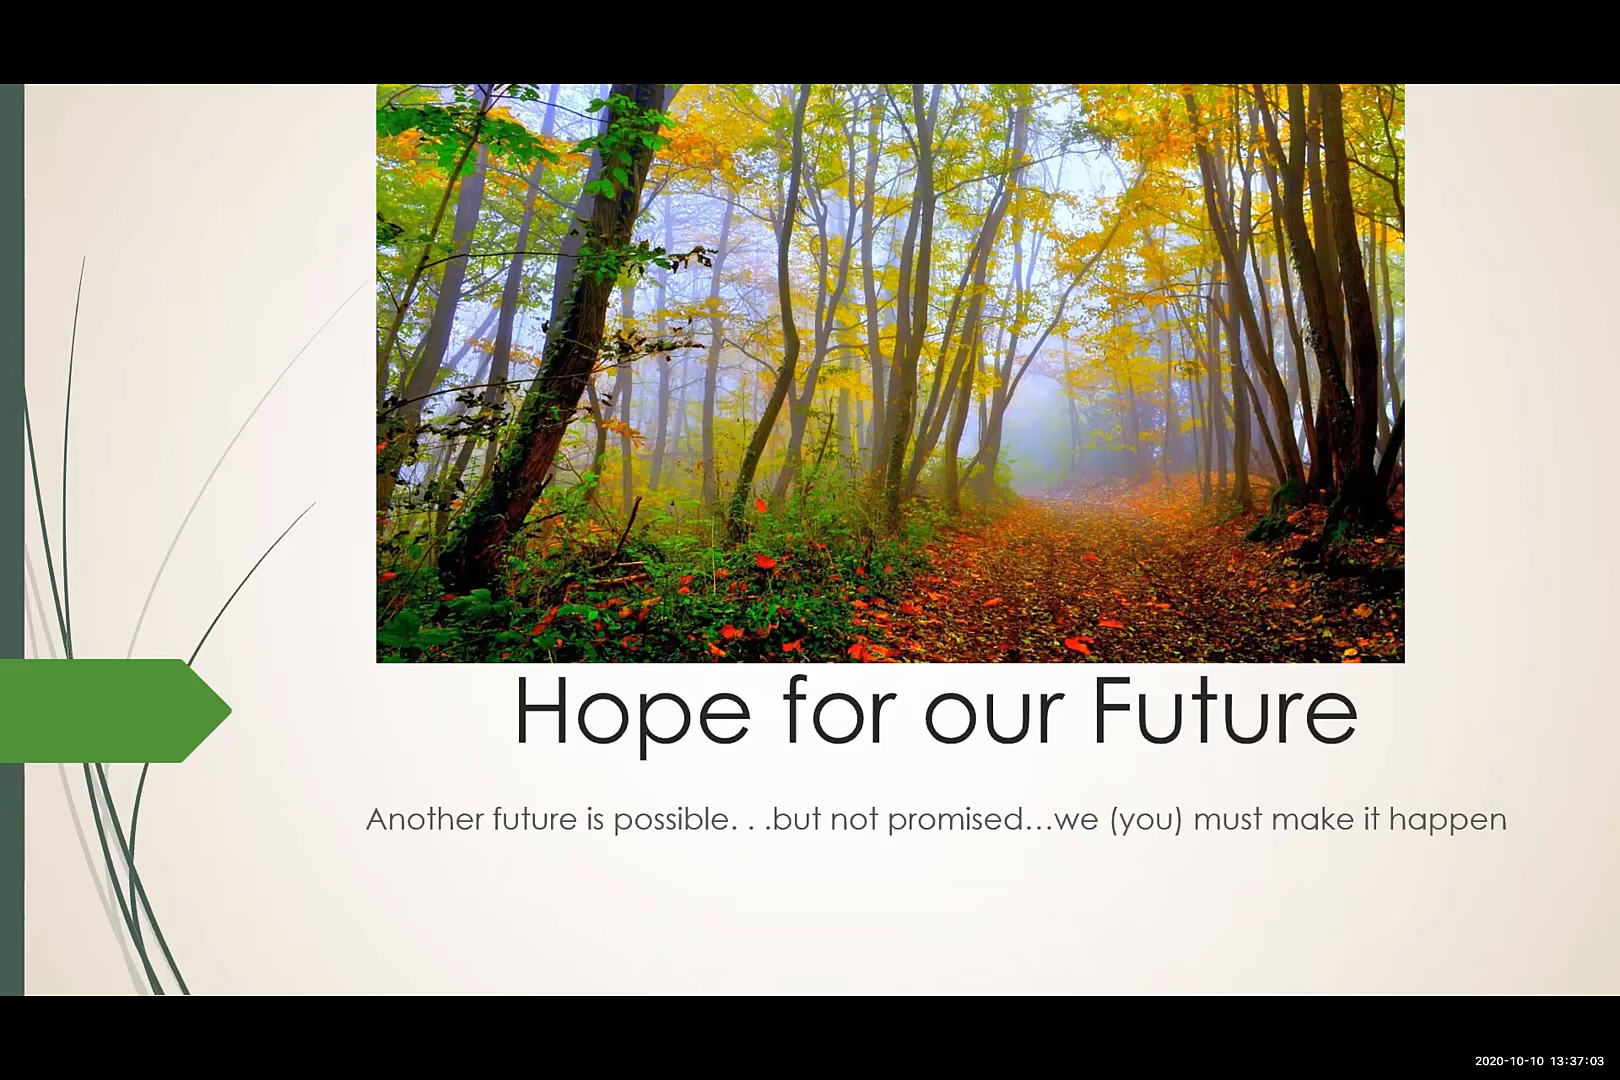 Hope for our Future
Another future is possible. . .but not promised...we (you) must make it happen
2020-10-10 13:37:03